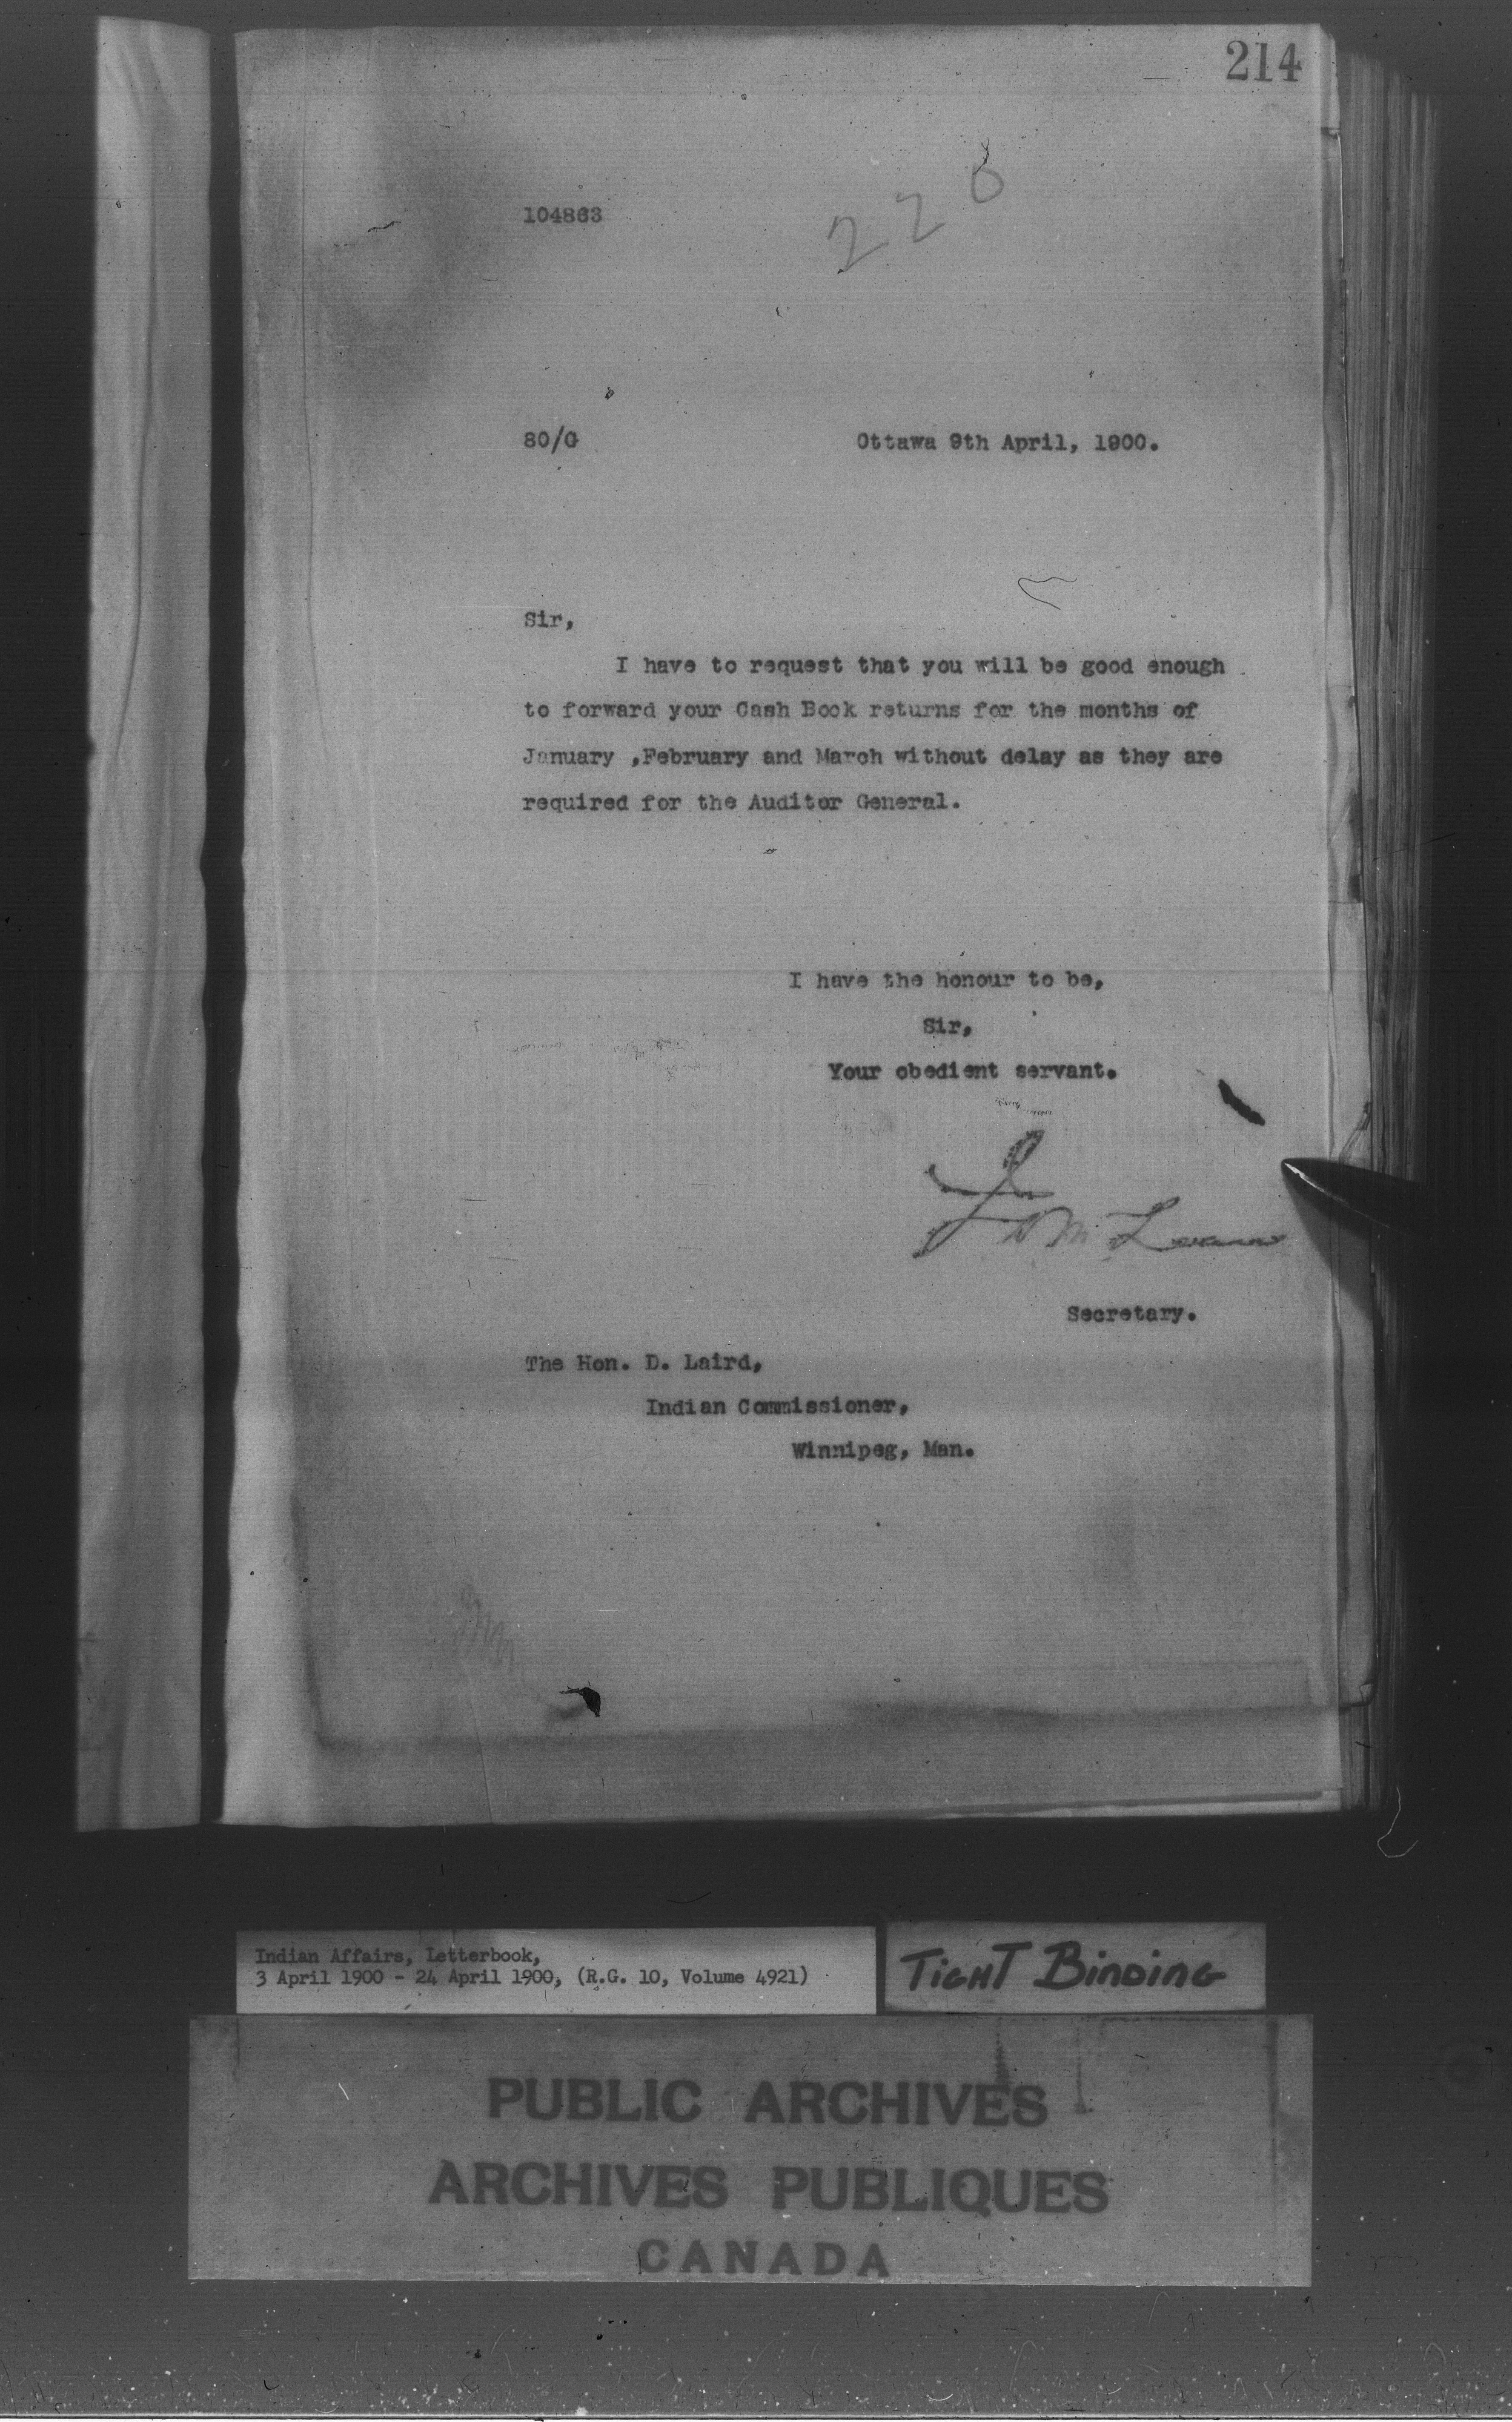 214
104863
228
80/G Ottawa 9th April, 1900.
Sir,
I have to request that you will be good enough
to forward your Cash Book returns for the months of
January ,February and March without delay as they are
required for the Auditor General.
I have the honour to be,
Sir,
Your obedient servant.
J D McLean
Secretary.
The Hon. D. Laird,
Indian Commissioner,
Winnipeg, Man.
Indian Affairs, Letterbook,
3 April 1900 - 24 April 1900, (R.G. 10, Volume 4921)
TIGHT BINDING
PUBLIC ARCHIVES
ARCHIVES PUBLIQUES
CANADA